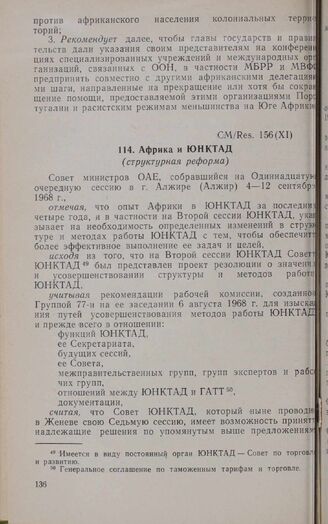 против африканского населения колониальных террито-
торий;
3. Рекомендует далее, чтобы главы государств и прави
тельств дали указания своим представителям на конферен
циях специализированных учреждений и международных ор
ганизаций, связанных с ООН, в частности МБРР и МВФ
предпринять совместно с другими африканскими делегация
ми шаги, направленные на прекращение или хотя бы сокра
щение помощи, предоставляемой этими организациями Пор
тугалии и расистским режимам меньшинства на Юге Африки
CM/Res. 156(XI)
114. Африка и ЮНКТАД
(структурная реформа)
Совет министров ОАЕ, собравшийся на Одиннадцатую
очередную сессию в г. Алжире (Алжир) 4—12 сентября
1968 г.,
отмечая, что опыт Африки в ЮНКТАД за последние
четыре года, и в частности на Второй сессии ЮНКТАД, ука
зывает на необходимость определенных изменений в струк
туре и методах работы ЮНКТАД с тем, чтобы обеспечить
более эффективное выполнение ее задач и целей,
исходя из того, что на Второй сессии ЮНКТАД Совету
ЮНКТАД⁴⁹ был представлен проект резолюции о значении
и усовершенствовании структуры и методов работы
ЮНКТАД,
учитывая рекомендации рабочей комиссии, созданной
Группой 77-и на ее заседании 6 августа 1968 г. для изыска
ния путей усовершенствования методов работы ЮНКТАД
и прежде всего в отношении:
функций ЮНКТАД,
ее Секретариата,
будущих сессий,
ее Совета,
межправительственных групп, групп экспертов и рабо
чих групп,
отношений между ЮНКТАД и ГАТТ⁵⁰,
документации,
считая, что Совет ЮНКТАД, который ныне проводит
в Женеве свою Седьмую сессию, имеет возможность принять
надлежащие решения по упомянутым выше предложениям
⁴⁹ Имеется в виду постоянный орган ЮНКТАД — Совет по торговле
и развитию.
⁵⁰ Генеральное соглашение по таможенным тарифам и торговле.
136